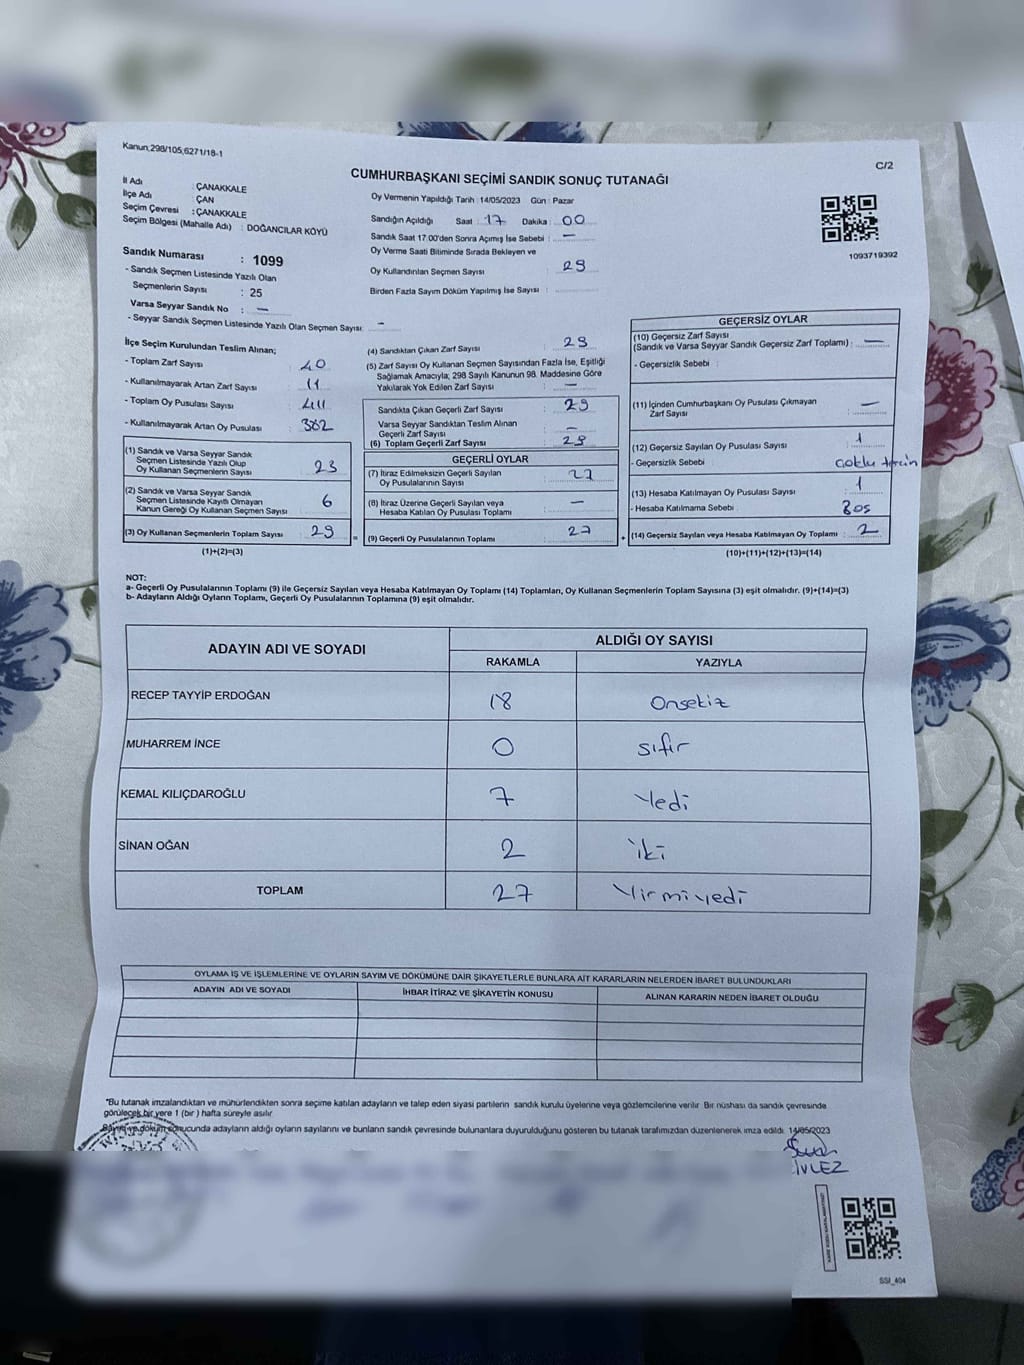 Kanun;298/105,6271/18-1
C/2
CUMHURBAŞKANI SEÇİMİ SANDIK SONUÇ TUTANAĞI
İl Adı : ÇANAKKALE
İlçe Adı : ÇAN
Seçim Çevresi : ÇANAKKALE
Seçim Bölgesi (Mahalle Adı) : DOĞANCILAR KÖYÜ
Sandık Numarası : 1099
- Sandık Seçmen Listesinde Yazılı Olan
Seçmenlerin Sayısı : 25
Varsa Seyyar Sandık No : —
- Seyyar Sandık Seçmen Listesinde Yazılı Olan Seçmen Sayısı: —
Oy Vermenin Yapıldığı Tarih : 14/05/2023 Gün : Pazar
Sandığın Açıldığı Saat : 17 Dakika : 00
Sandık Saat 17.00'den Sonra Açımış İse Sebebi : —
Oy Verme Saati Bitiminde Sırada Bekleyen ve
Oy Kullandırılan Seçmen Sayısı : 29
Birden Fazla Sayım Döküm Yapılmış İse Sayısı :
1093719392
İlçe Seçim Kurulundan Teslim Alınan;
- Toplam Zarf Sayısı : 40
- Kullanılmayarak Artan Zarf Sayısı : 11
- Toplam Oy Pusulası Sayısı : 411
- Kullanılmayarak Artan Oy Pusulası : 382
(1) Sandık ve Varsa Seyyar Sandık
Seçmen Listesinde Yazılı Olup
Oy Kullanan Seçmenlerin Sayısı : 23
(2) Sandık ve Varsa Seyyar Sandık
Seçmen Listesinde Kayıtlı Olmayan
Kanun Gereği Oy Kullanan Seçmen Sayısı : 6
(3) Oy Kullanan Seçmenlerin Toplam Sayısı : 29
(1)+(2)=(3)
(4) Sandıktan Çıkan Zarf Sayısı : 29
(5) Zarf Sayısı Oy Kullanan Seçmen Sayısından Fazla İse, Eşitliği
Sağlamak Amacıyla; 298 Sayılı Kanunun 98. Maddesine Göre
Yakılarak Yok Edilen Zarf Sayısı : —
Sandıkta Çıkan Geçerli Zarf Sayısı : 29
Varsa Seyyar Sandıktan Teslim Alınan
Geçerli Zarf Sayısı : —
(6) Toplam Geçerli Zarf Sayısı : 29
GEÇERLİ OYLAR
(7) İtiraz Edilmeksizin Geçerli Sayılan
Oy Pusulalarının Sayısı : 27
(8) İtiraz Üzerine Geçerli Sayılan veya
Hesaba Katılan Oy Pusulası Toplamı : —
= (9) Geçerli Oy Pusulalarının Toplamı : 27 +
GEÇERSİZ OYLAR
(10) Geçersiz Zarf Sayısı
(Sandık ve Varsa Seyyar Sandık Geçersiz Zarf Toplamı) : —
- Geçersizlik Sebebi :
(11) İçinden Cumhurbaşkanı Oy Pusulası Çıkmayan
Zarf Sayısı : —
(12) Geçersiz Sayılan Oy Pusulası Sayısı : 1
- Geçersizlik Sebebi : çoklu tercih
(13) Hesaba Katılmayan Oy Pusulası Sayısı : 1
- Hesaba Katılmama Sebebi : Boş
(14) Geçersiz Sayılan veya Hesaba Katılmayan Oy Toplamı : 2
(10)+(11)+(12)+(13)=(14)
NOT:
a- Geçerli Oy Pusulalarının Toplamı (9) ile Geçersiz Sayılan veya Hesaba Katılmayan Oy Toplamı (14) Toplamları, Oy Kullanan Seçmenlerin Toplam Sayısına (3) eşit olmalıdır. (9)+(14)=(3)
b- Adayların Aldığı Oyların Toplamı, Geçerli Oy Pusulalarının Toplamına (9) eşit olmalıdır.
ADAYIN ADI VE SOYADI
ALDIĞI OY SAYISI
RAKAMLA YAZIYLA
RECEP TAYYİP ERDOĞAN 18 Onsekiz
MUHARREM İNCE 0 sıfır
KEMAL KILIÇDAROĞLU 7 Yedi
SİNAN OĞAN 2 iki
TOPLAM 27 Yirmiyedi
OYLAMA İŞ VE İŞLEMLERİNE VE OYLARIN SAYIM VE DÖKÜMÜNE DAİR ŞİKAYETLERLE BUNLARA AİT KARARLARIN NELERDEN İBARET BULUNDUKLARI
ADAYIN ADI VE SOYADI İHBAR İTİRAZ VE ŞİKAYETİN KONUSU ALINAN KARARIN NEDEN İBARET OLDUĞU
"Bu tutanak imzalandıktan ve mühürlendikten sonra seçime katılan adayların ve talep eden siyasi partilerin sandık kurulu üyelerine veya gözlemcilerine verilir. Bir nüshası da sandık çevresinde
görülecek bir yere 1 (bir ) hafta süreyle asılır.
Sayım ve döküm sonucunda adayların aldığı oyların sayılarını ve bunların sandık çevresinde bulunanlara duyurulduğunu gösteren bu tutanak tarafımızdan düzenlenerek imza edildi. 14/05/2023
SSI_404